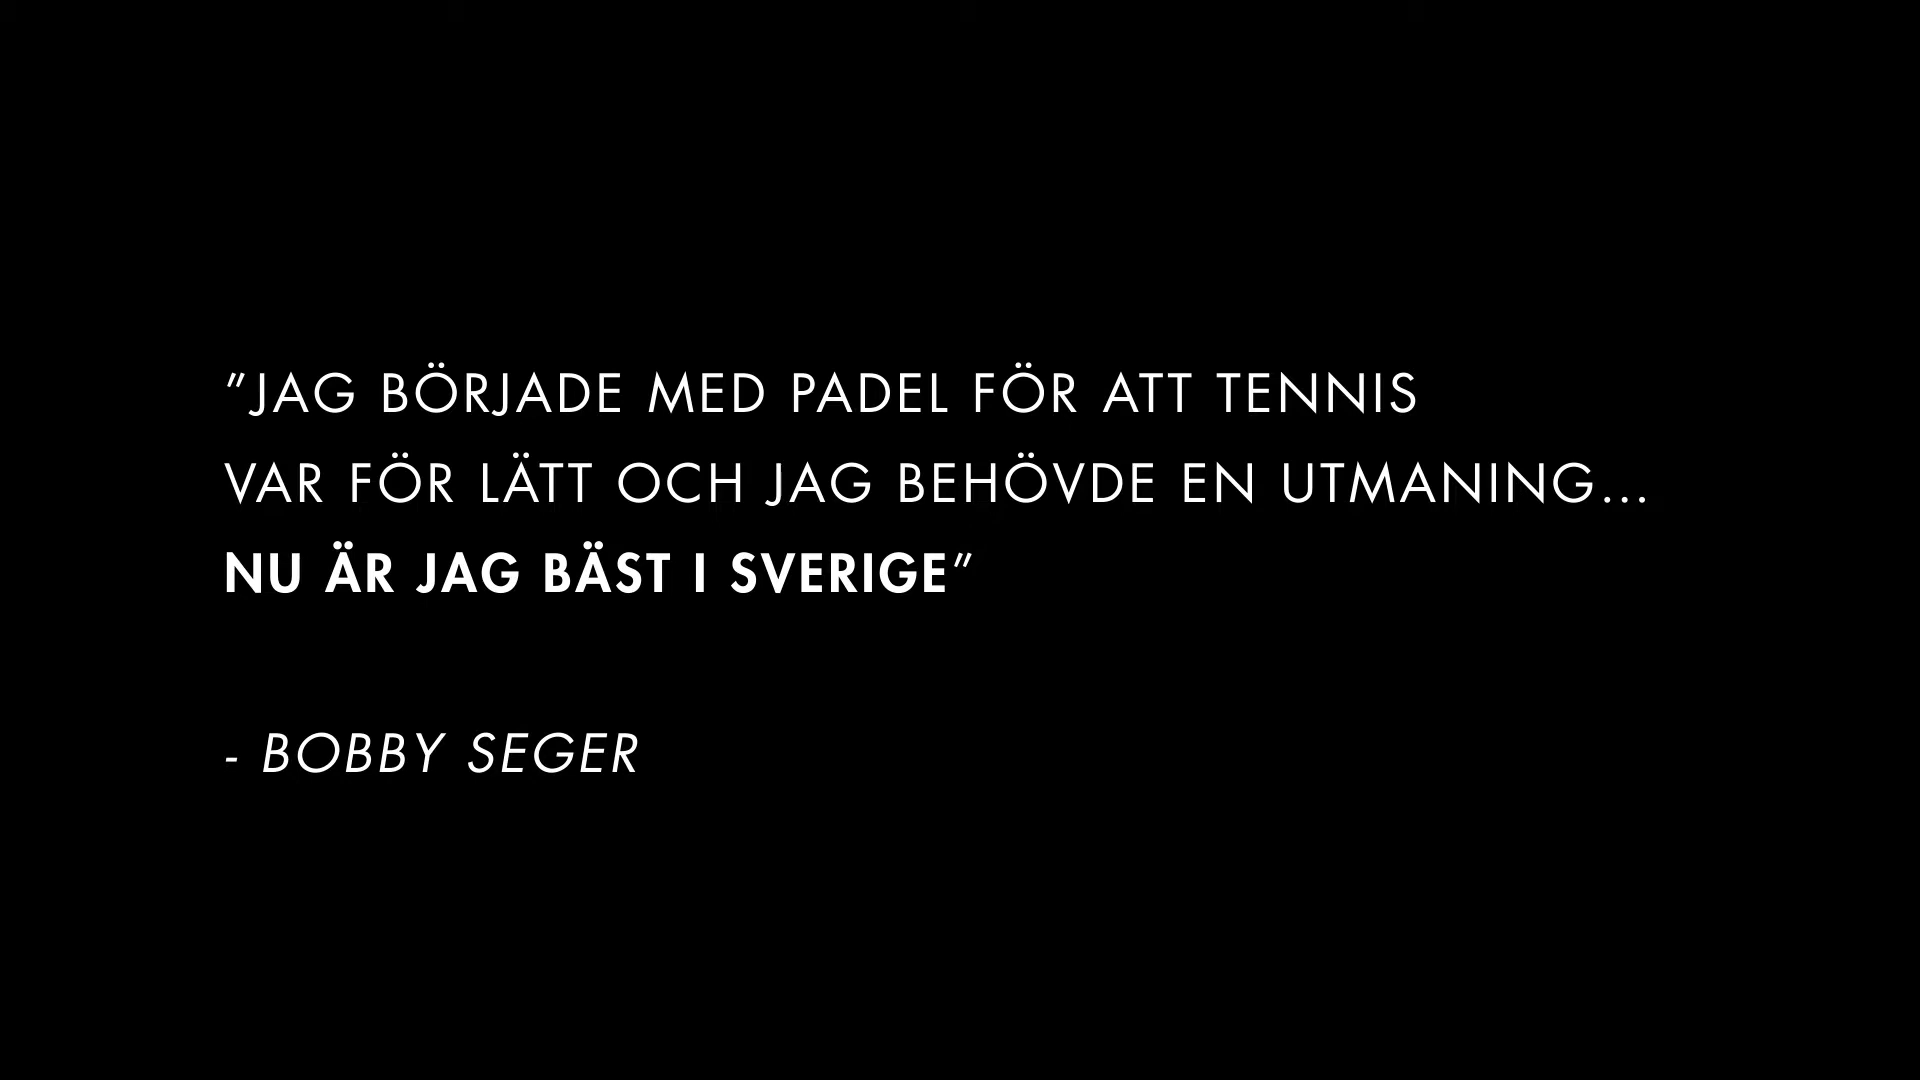 ”JAG BÖRJADE MED PADEL FÖR ATT TENNIS
VAR FÖR LÄTT OCH JAG BEHÖVDE EN UTMANING...
NU ÄR JAG BÄST I SVERIGE”
- BOBBY SEGER